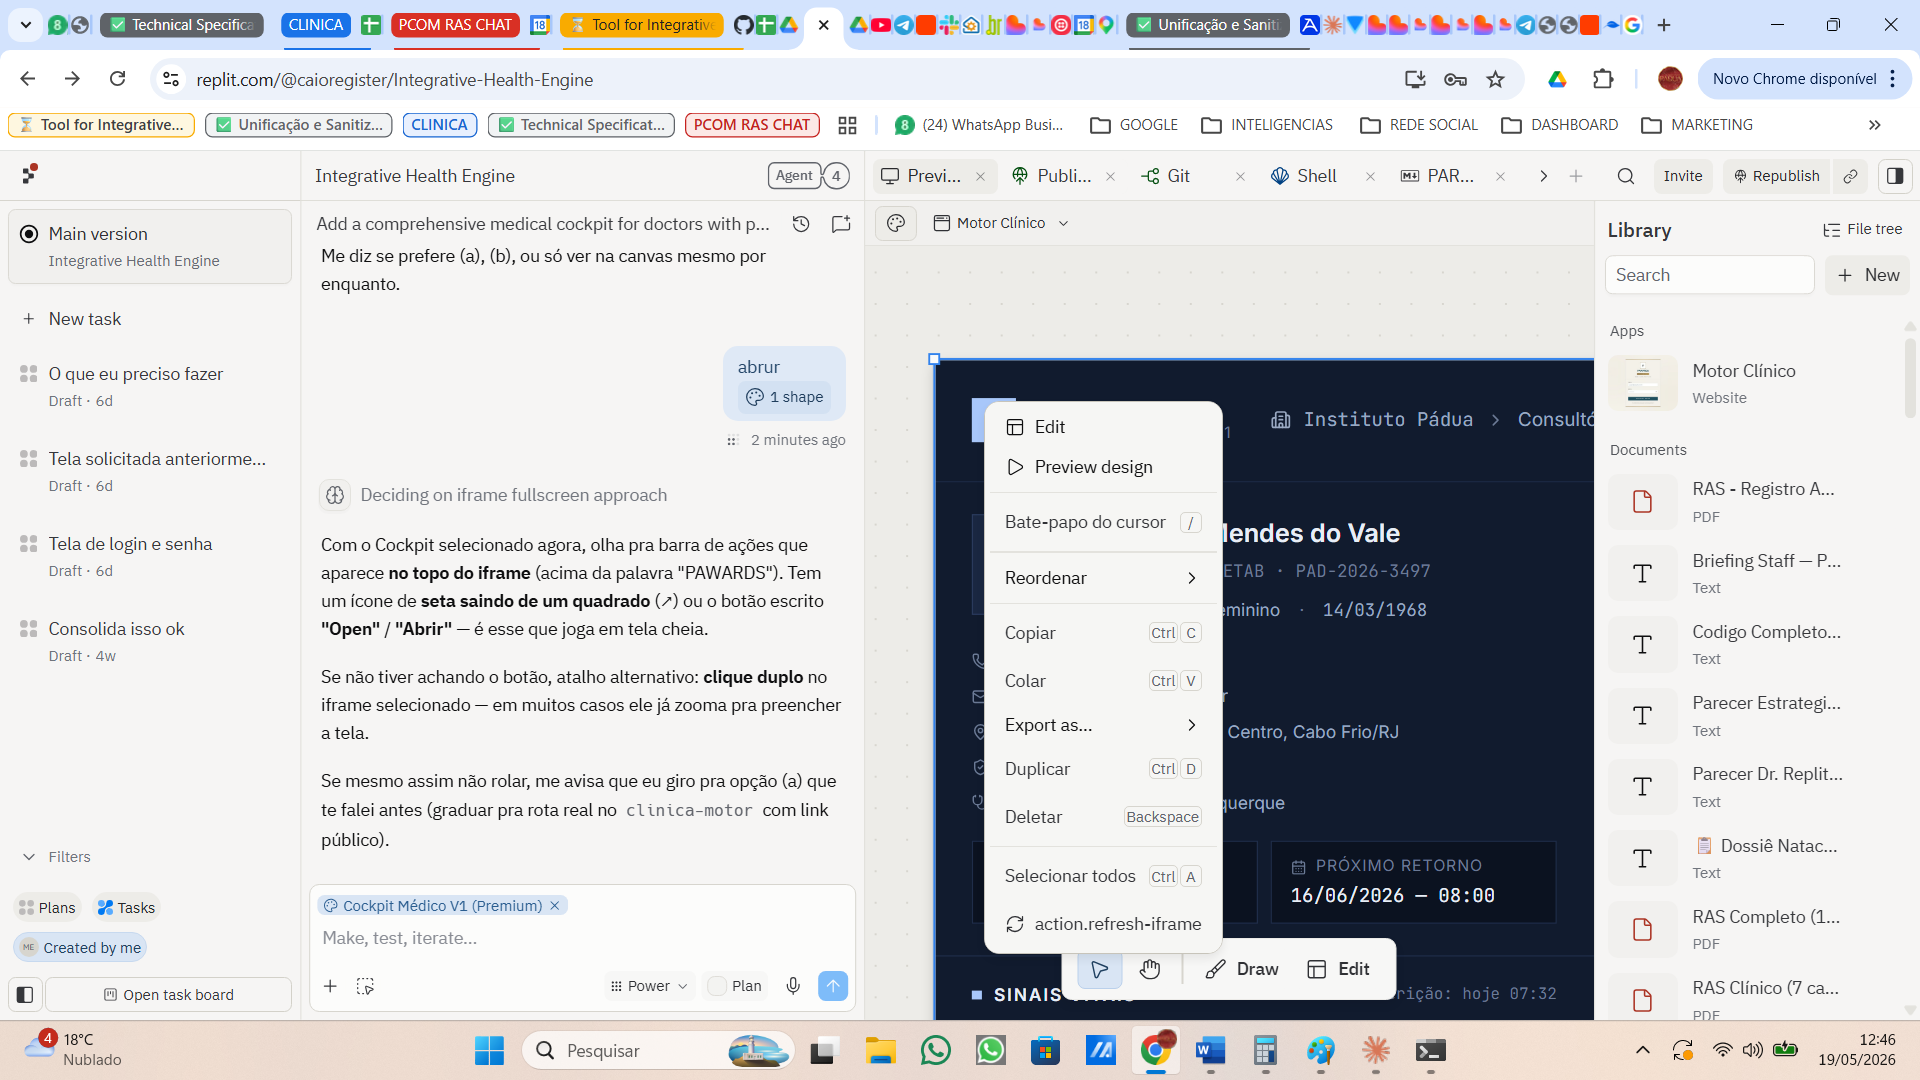 8
Technical Specifica
CLINICA
PCOM RAS CHAT
18
Tool for Integrative
Unificação e Saniti
replit.com/@caioregister/Integrative-Health-Engine
Novo Chrome disponível
Tool for Integrative...
Unificação e Sanitiz...
CLINICA
Technical Specificat...
PCOM RAS CHAT
8
(24) WhatsApp Busi...
GOOGLE
INTELIGENCIAS
REDE SOCIAL
DASHBOARD
MARKETING
Integrative Health Engine
Agent
4
Previ...
Publi...
Git
Shell
PAR...
Invite
Republish
Main version
Integrative Health Engine
New task
O que eu preciso fazer
Draft · 6d
Tela solicitada anteriorme...
Draft · 6d
Tela de login e senha
Draft · 6d
Consolida isso ok
Draft · 4w
Filters
Plans
Tasks
ME
Created by me
Open task board
Add a comprehensive medical cockpit for doctors with p...
Me diz se prefere (a), (b), ou só ver na canvas mesmo por
enquanto.
abrur
1 shape
2 minutes ago
Deciding on iframe fullscreen approach
Com o Cockpit selecionado agora, olha pra barra de ações que
aparece no topo do iframe (acima da palavra "PAWARDS"). Tem
um ícone de seta saindo de um quadrado (↗) ou o botão escrito
"Open" / "Abrir" — é esse que joga em tela cheia.
Se não tiver achando o botão, atalho alternativo: clique duplo no
iframe selecionado — em muitos casos ele já zooma pra preencher
a tela.
Se mesmo assim não rolar, me avisa que eu giro pra opção (a) que
te falei antes (graduar pra rota real no clinica-motor com link
público).
Cockpit Médico V1 (Premium)
Make, test, iterate...
Power
Plan
Motor Clínico
Instituto Pádua > Consultó
1
Mendes do Vale
ETAB · PAD-2026-3497
eminino · 14/03/1968
r
Centro, Cabo Frio/RJ
querque
PRÓXIMO RETORNO
16/06/2026 — 08:00
SINAIS
rição: hoje 07:32
Edit
Preview design
Bate-papo do cursor /
Reordenar
Copiar Ctrl C
Colar Ctrl V
Export as...
Duplicar Ctrl D
Deletar Backspace
Selecionar todos Ctrl A
action.refresh-iframe
Draw
Edit
Library
File tree
Search
New
Apps
Motor Clínico
Website
Documents
RAS - Registro A...
PDF
Briefing Staff — P...
Text
Codigo Completo...
Text
Parecer Estrategi...
Text
Parecer Dr. Replit...
Text
📋 Dossiê Natac...
Text
RAS Completo (1...
PDF
RAS Clínico (7 ca...
PDF
4
18°C
Nublado
Pesquisar
12:46
19/05/2026